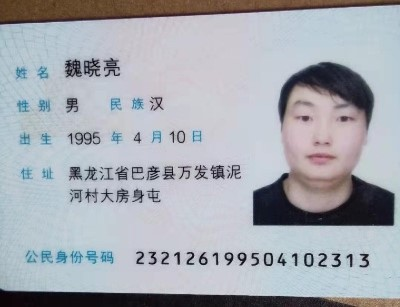 姓名 魏晓亮
性别 男 民族 汉
出生 1995 年 4 月 10 日
住址 黑龙江省巴彦县万发镇泥
河村大房身屯
公民身份号码 232126199504102313